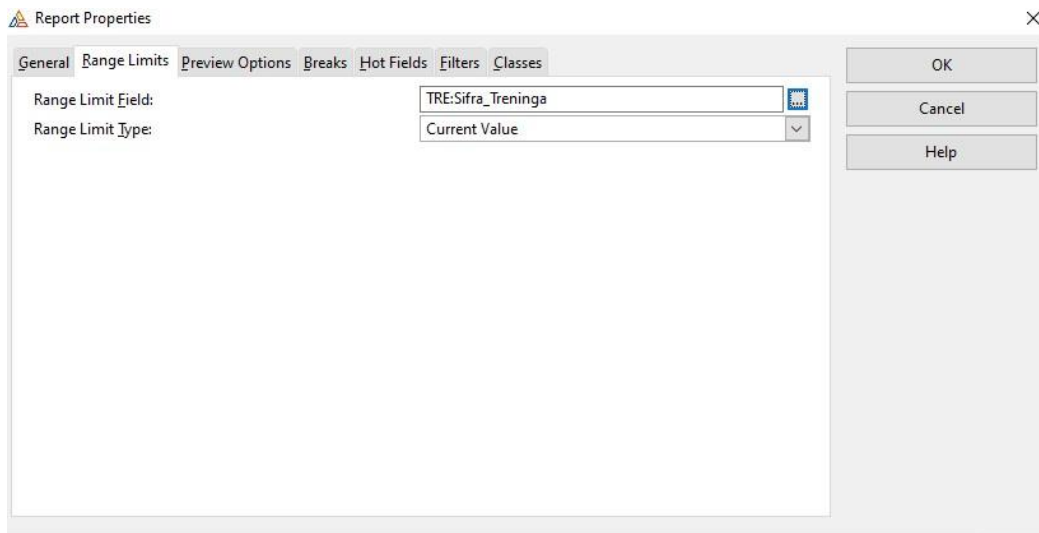 Report Properties
General Range Limits Preview Options Breaks Hot Fields Filters Classes
OK
Range Limit Field: TRE:Sifra_Treninga ...
Cancel
Range Limit Type: Current Value
Help